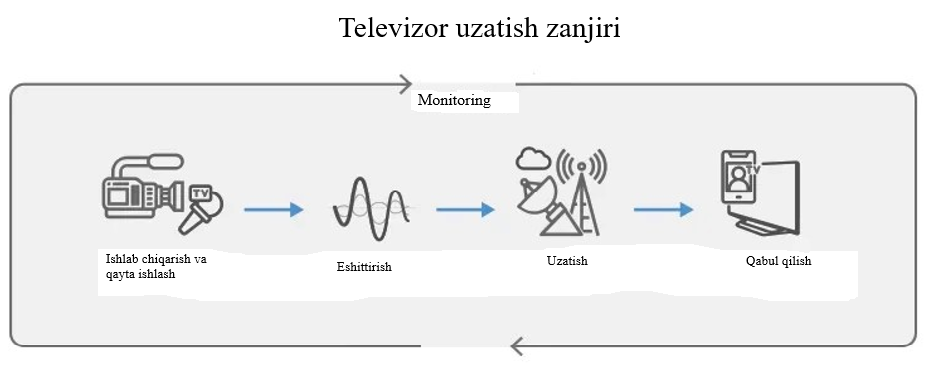 Televizor uzatish zanjiri
Monitoring
TV
TV
Ishlab chiqarish va
qayta ishlash
Eshittirish
Uzatish
Qabul qilish